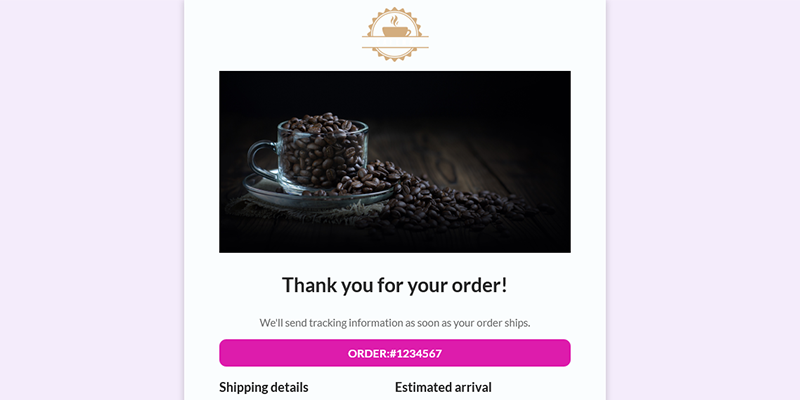 Thank you for your order!
We'll send tracking information as soon as your order ships.
ORDER:#1234567
Shipping details
Estimated arrival